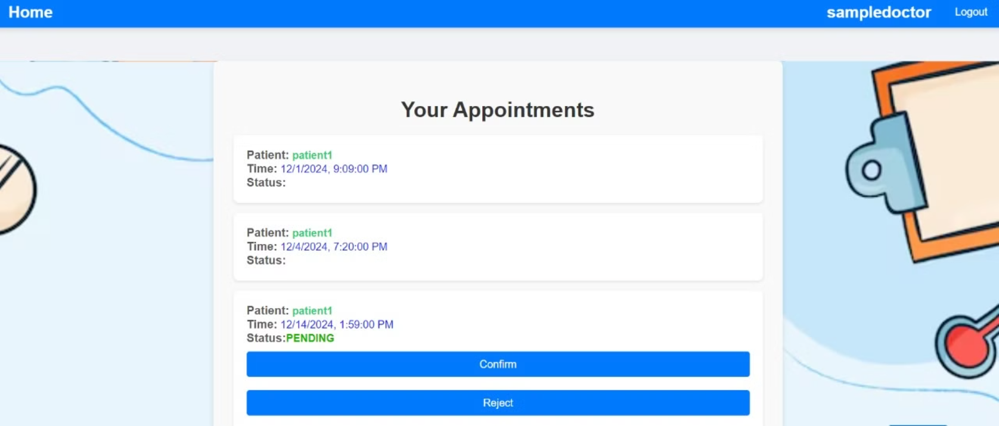 Home
sampledoctor
Logout
Your Appointments
Patient: patient1
Time: 12/1/2024, 9:09:00 PM
Status:
Patient: patient1
Time: 12/4/2024, 7:20:00 PM
Status:
Patient: patient1
Time: 12/14/2024, 1:59:00 PM
Status:PENDING
Confirm
Reject